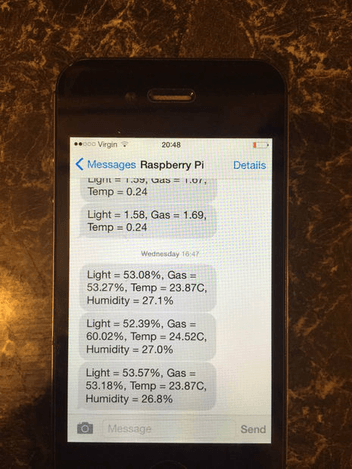 Virgin 20:48
Messages Raspberry Pi Details
Light = 1.59, Gas = 1.67,
Temp = 0.24
Light = 1.58, Gas = 1.69,
Temp = 0.24
Wednesday 16:47
Light = 53.08%, Gas =
53.27%, Temp = 23.87C,
Humidity = 27.1%
Light = 52.39%, Gas =
60.02%, Temp = 24.52C,
Humidity = 27.0%
Light = 53.57%, Gas =
53.18%, Temp = 23.87C,
Humidity = 26.8%
Message Send